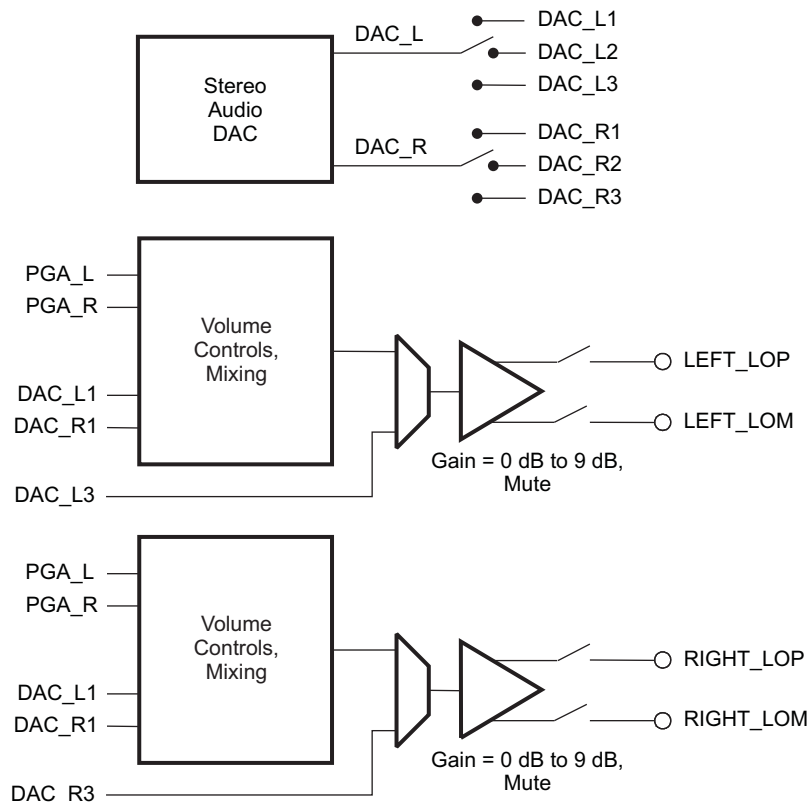 DAC_L1
DAC_L
DAC_L2
Stereo
Audio
DAC
DAC_L3
DAC_R1
DAC_R
DAC_R2
DAC_R3
PGA_L
PGA_R
Volume
Controls,
Mixing
LEFT_LOP
DAC_L1
DAC_R1
LEFT_LOM
Gain = 0 dB to 9 dB,
Mute
DAC_L3
PGA_L
PGA_R
Volume
Controls,
Mixing
RIGHT_LOP
DAC_L1
DAC_R1
RIGHT_LOM
Gain = 0 dB to 9 dB,
Mute
DAC_R3